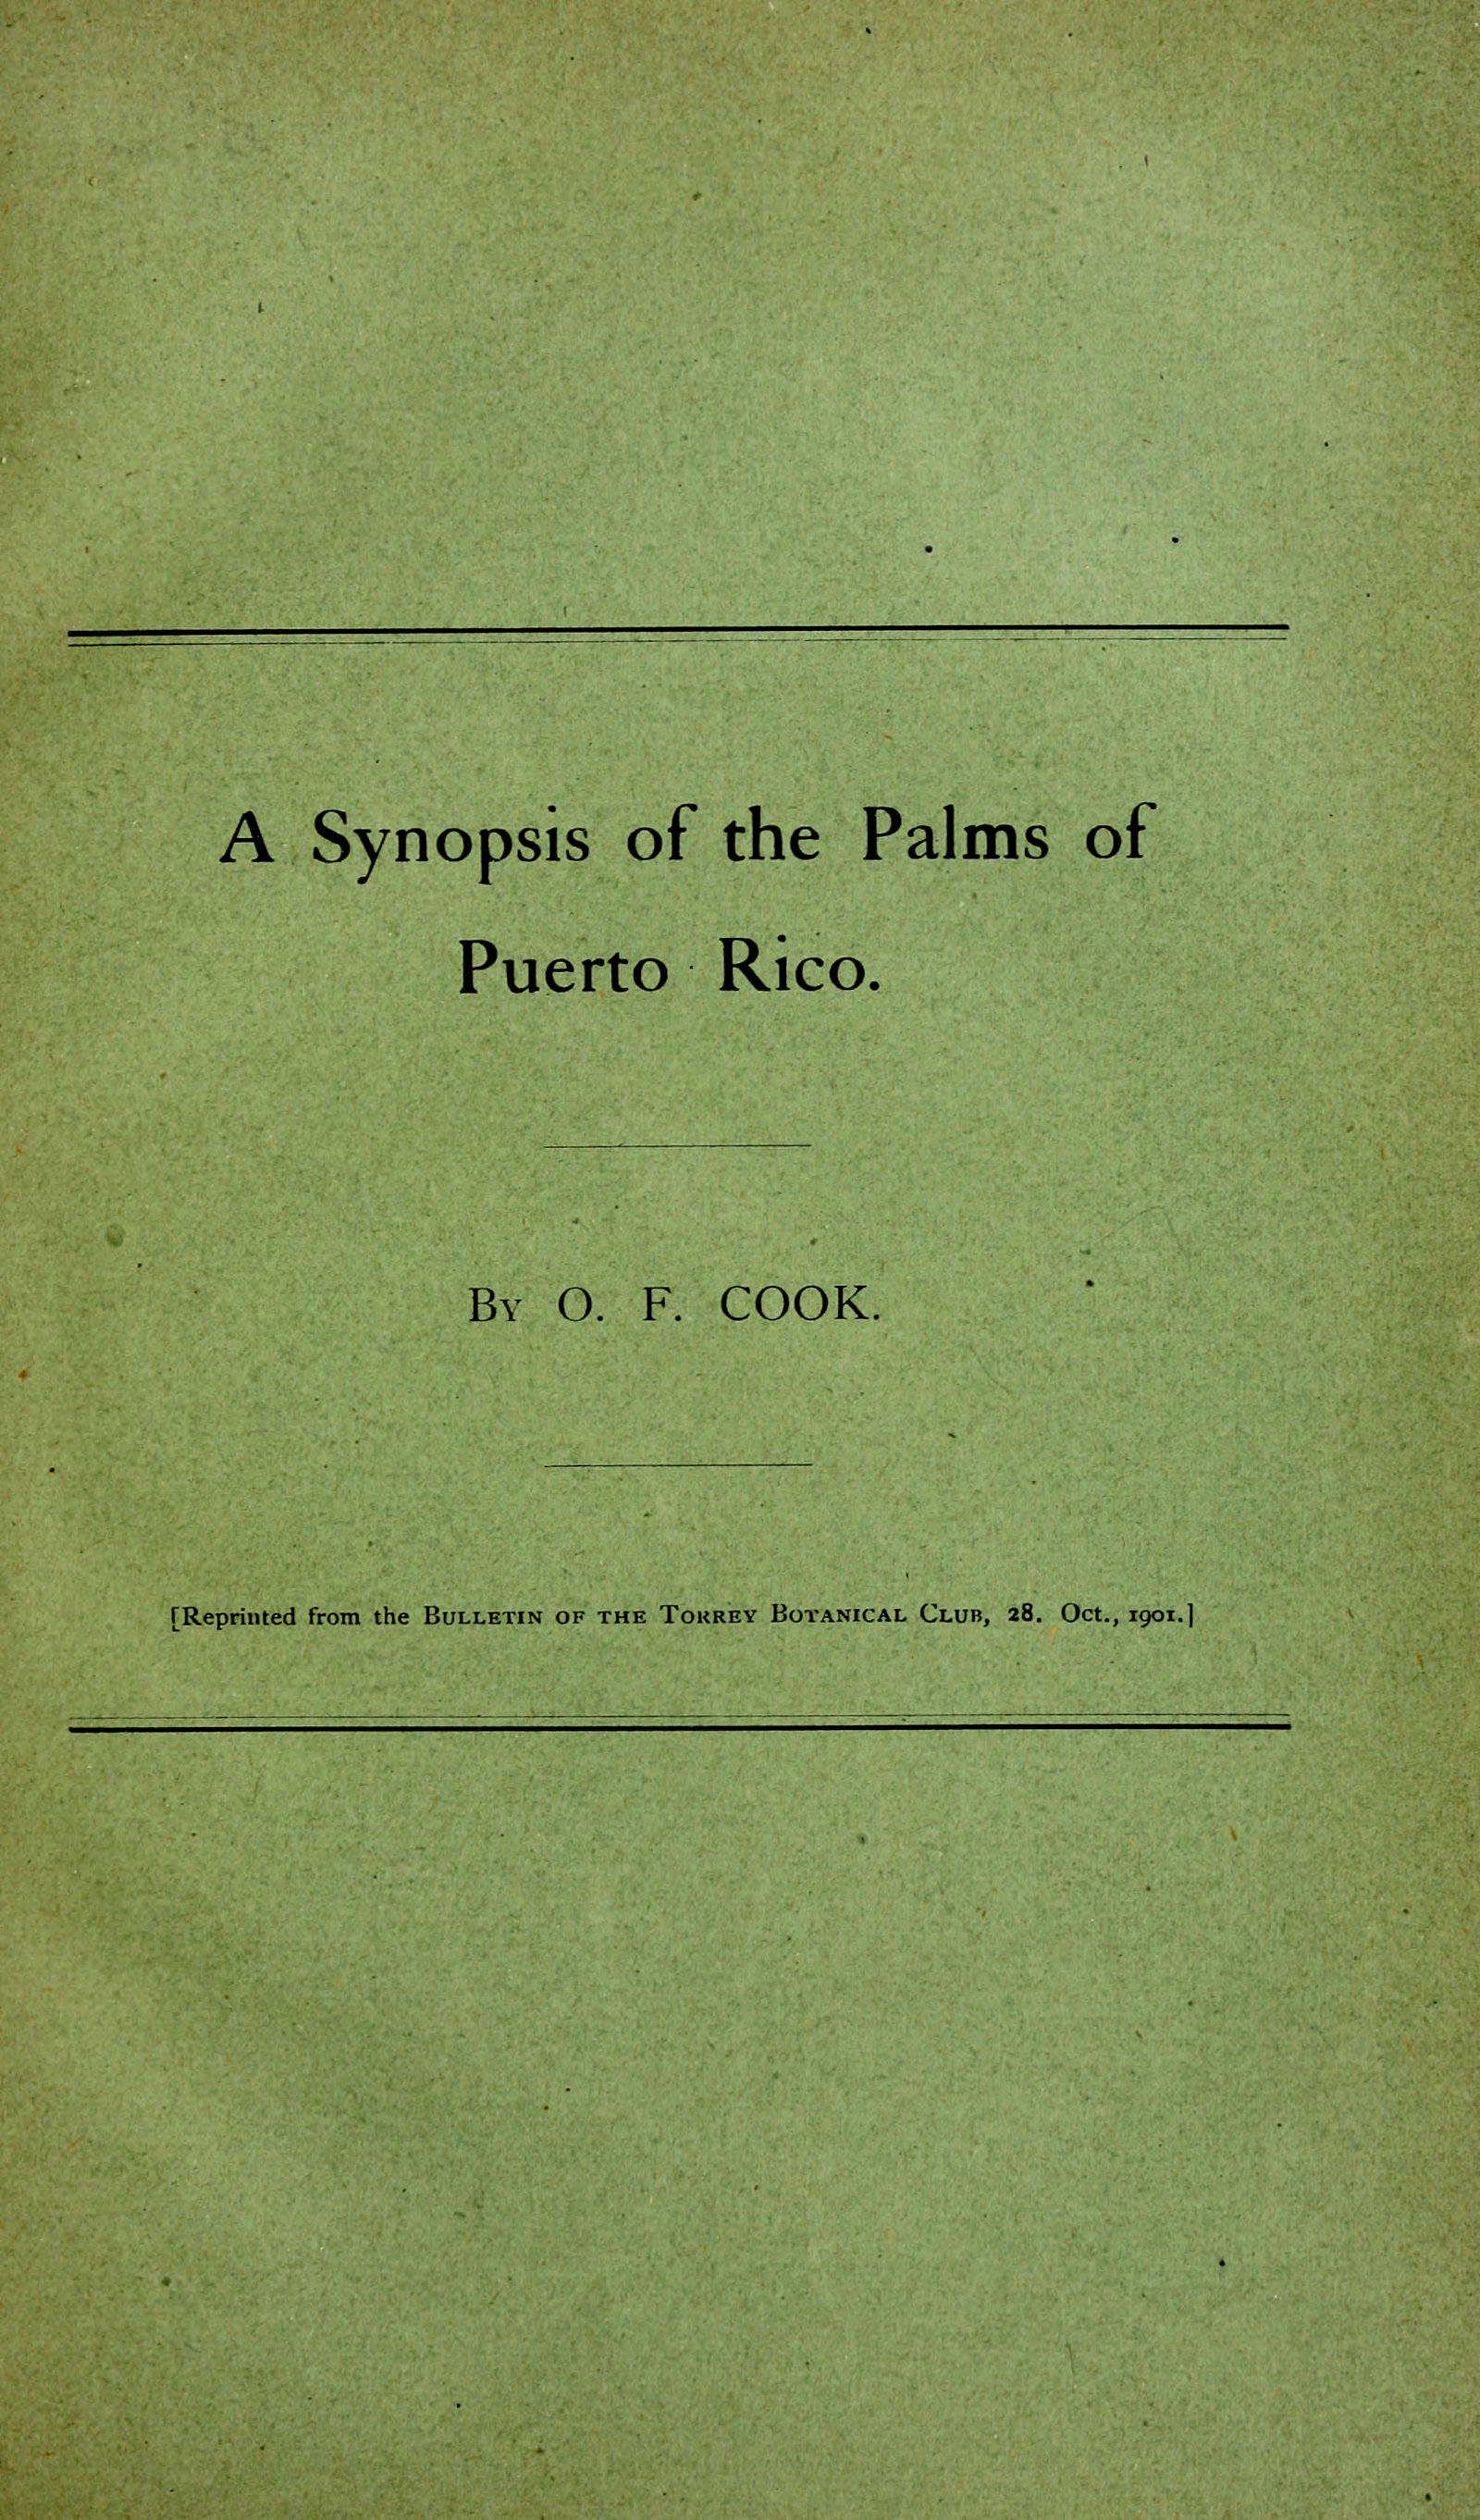 A Synopsis of the Palms of
Puerto Rico.
By O. F. COOK.
[Reprinted from the Bulletin of the Torrey Botanical Club, 28. Oct., 1901.]